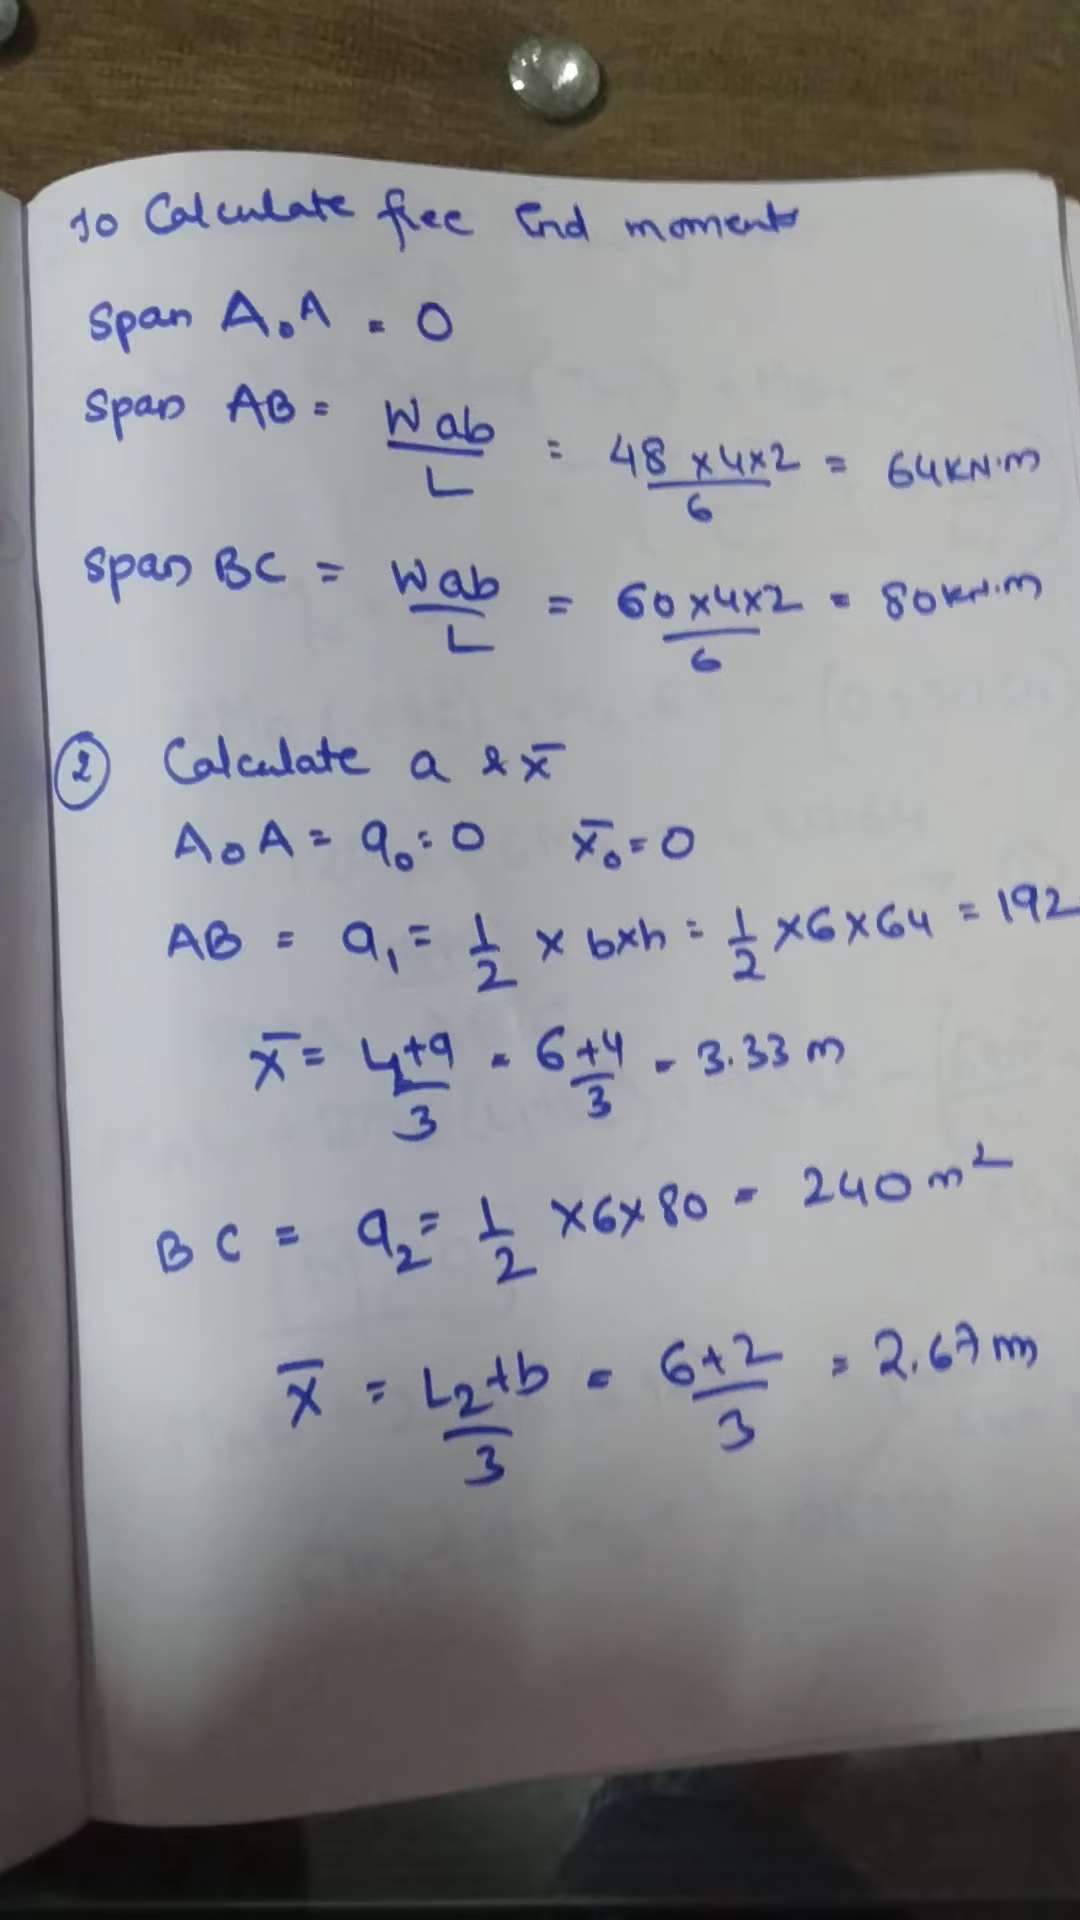 To Calculate free End moments
Span A₀A = 0
Span AB = Wab/L = 48×4×2/6 = 64KN·m
Span BC = Wab/L = 60×4×2/6 = 80KN·m
② Calculate a & x̄
A₀A = a₀ = 0 x̄₀ = 0
AB = a₁ = 1/2 × b×h = 1/2 ×6×64 = 192
x̄ = L₁+a/3 = 6+4/3 = 3.33 m
BC = a₂ = 1/2 ×6×80 = 240 m²
x̄ = L₂+b/3 = 6+2/3 = 2.67 m